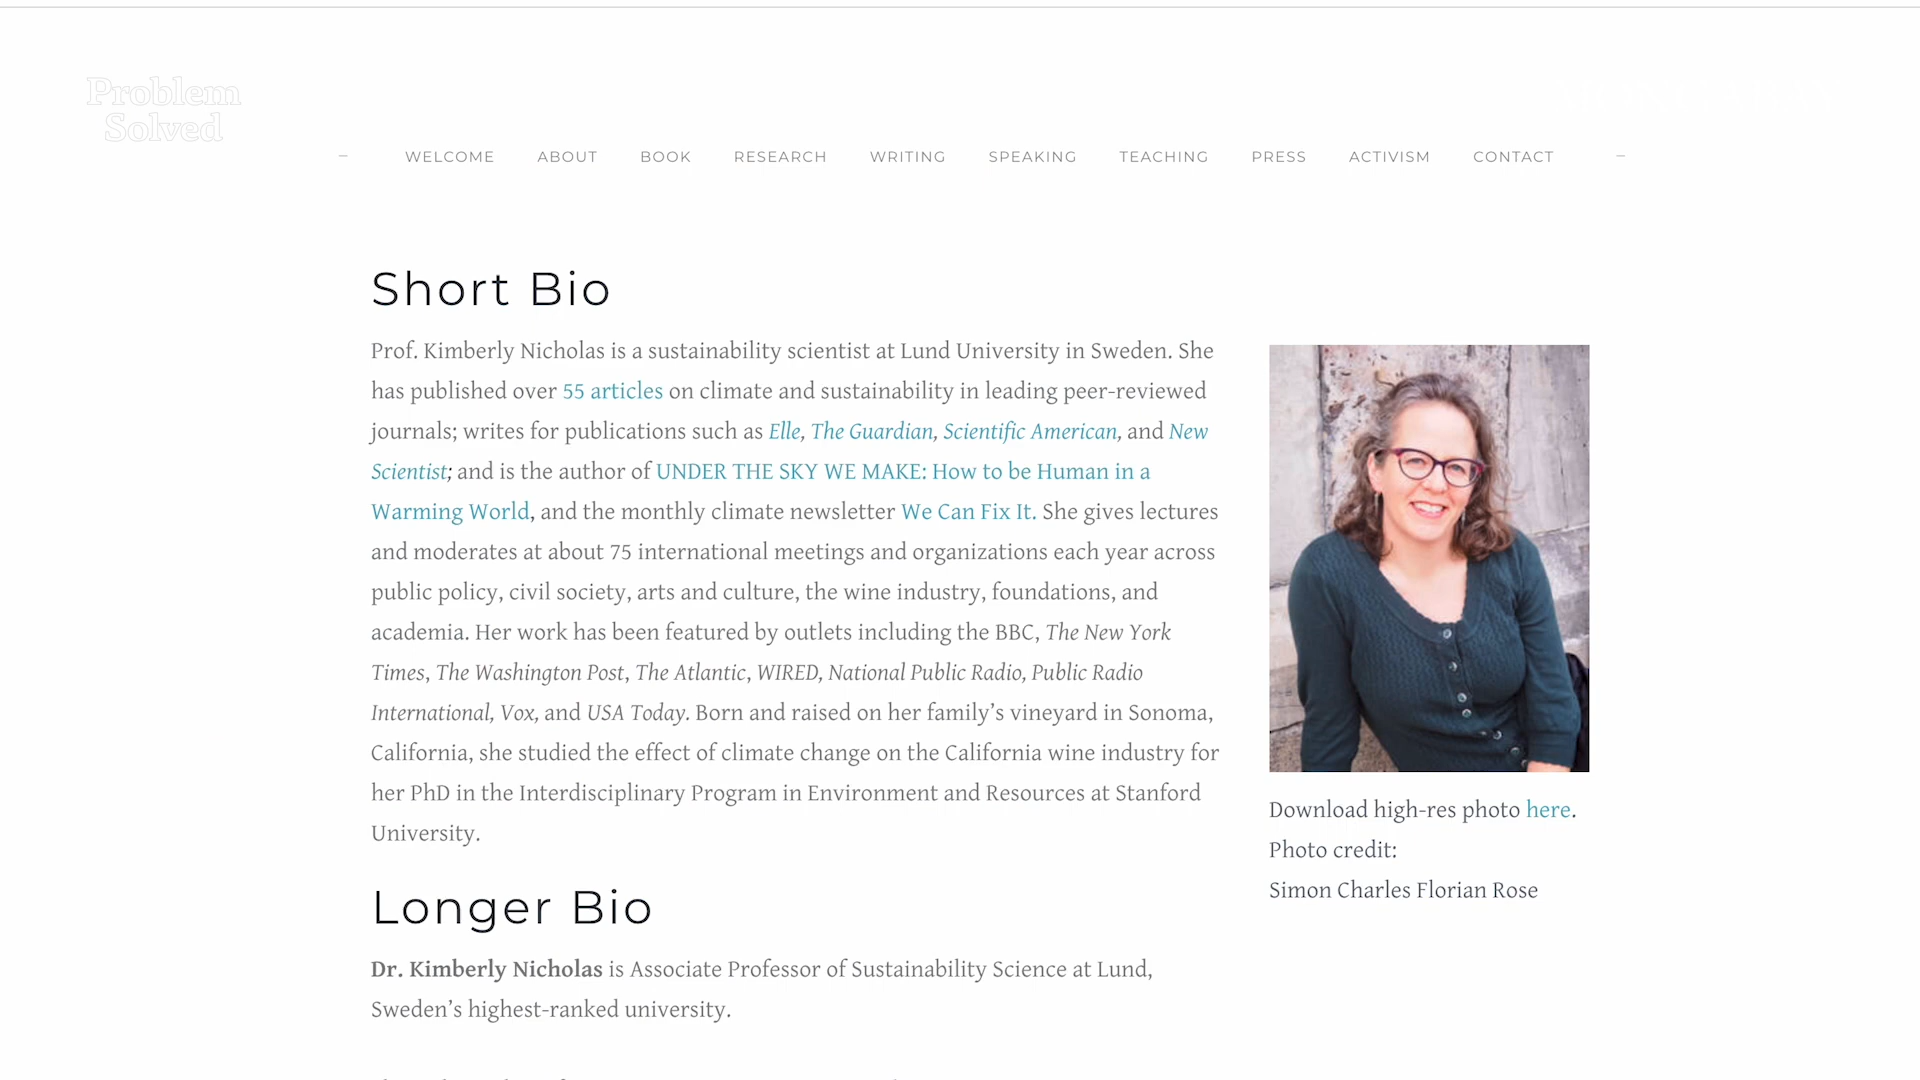 Problem
Solved
– WELCOME ABOUT BOOK RESEARCH WRITING SPEAKING TEACHING PRESS ACTIVISM CONTACT –
Short Bio
Prof. Kimberly Nicholas is a sustainability scientist at Lund University in Sweden. She
has published over 55 articles on climate and sustainability in leading peer-reviewed
journals; writes for publications such as Elle, The Guardian, Scientific American, and New
Scientist; and is the author of UNDER THE SKY WE MAKE: How to be Human in a
Warming World, and the monthly climate newsletter We Can Fix It. She gives lectures
and moderates at about 75 international meetings and organizations each year across
public policy, civil society, arts and culture, the wine industry, foundations, and
academia. Her work has been featured by outlets including the BBC, The New York
Times, The Washington Post, The Atlantic, WIRED, National Public Radio, Public Radio
International, Vox, and USA Today. Born and raised on her family’s vineyard in Sonoma,
California, she studied the effect of climate change on the California wine industry for
her PhD in the Interdisciplinary Program in Environment and Resources at Stanford
University.
Download high-res photo here.
Photo credit:
Simon Charles Florian Rose
Longer Bio
Dr. Kimberly Nicholas is Associate Professor of Sustainability Science at Lund,
Sweden’s highest-ranked university.